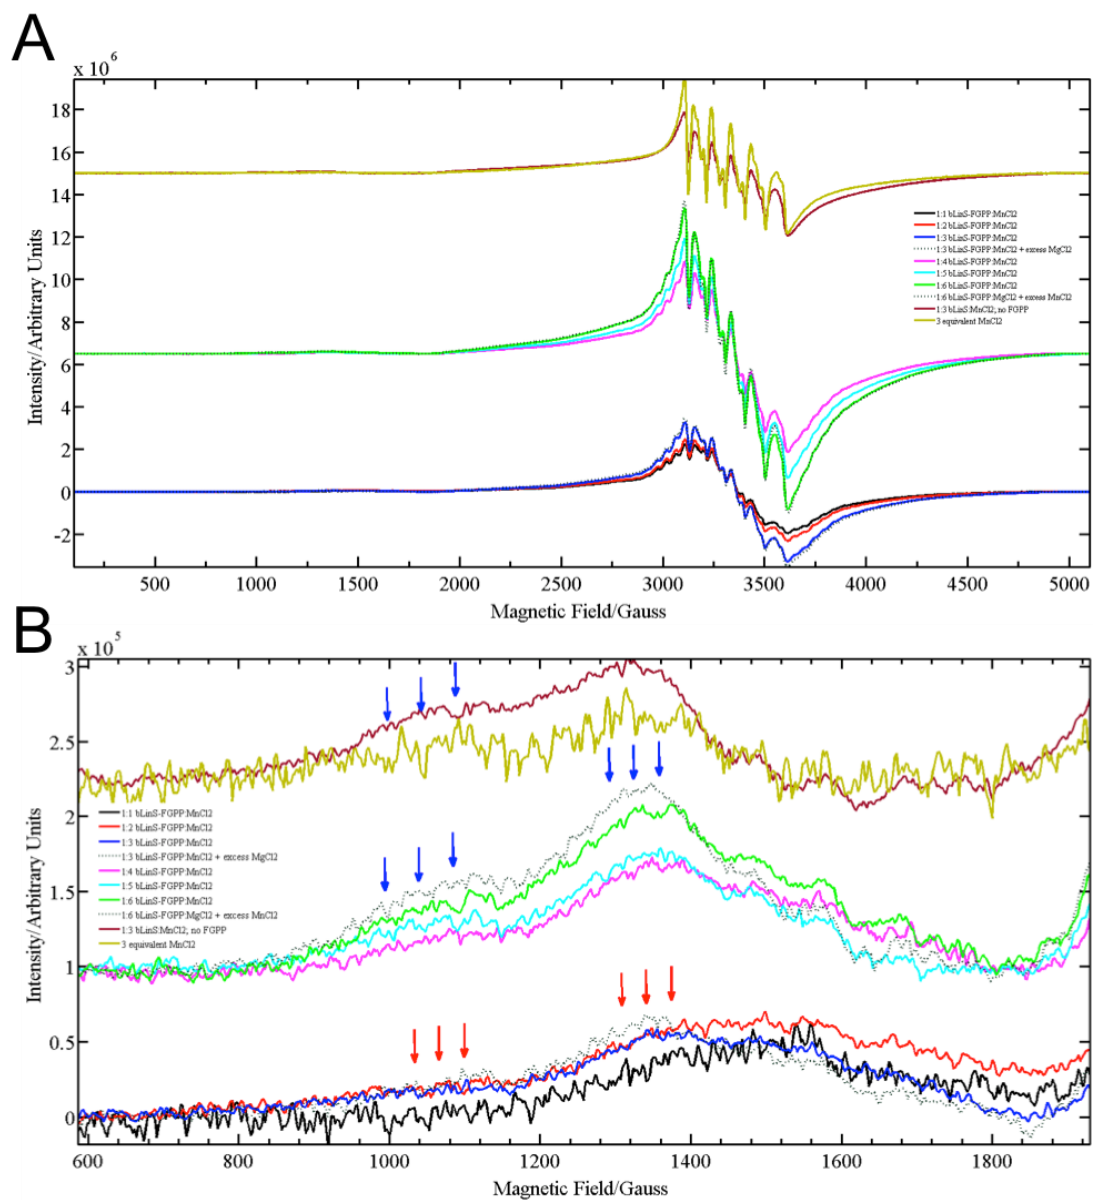 A
x 10^6
18
16
14
12
10
8
6
4
2
0
-2
Intensity/Arbitrary Units
1:1 bLinS-FGPP:MnCl2
1:2 bLinS-FGPP:MnCl2
1:3 bLinS-FGPP:MnCl2
1:3 bLinS-FGPP:MnCl2 + excess MgCl2
1:4 bLinS-FGPP:MnCl2
1:5 bLinS-FGPP:MnCl2
1:6 bLinS-FGPP:MnCl2
1:6 bLinS-FGPP:MgCl2 + excess MnCl2
1:3 bLinS:MnCl2; no FGPP
3 equivalent MnCl2
500 1000 1500 2000 2500 3000 3500 4000 4500 5000
Magnetic Field/Gauss
B
x 10^5
3
2.5
2
1.5
1
0.5
0
Intensity/Arbitrary Units
1:1 bLinS-FGPP:MnCl2
1:2 bLinS-FGPP:MnCl2
1:3 bLinS-FGPP:MnCl2
1:3 bLinS-FGPP:MnCl2 + excess MgCl2
1:4 bLinS-FGPP:MnCl2
1:5 bLinS-FGPP:MnCl2
1:6 bLinS-FGPP:MnCl2
1:6 bLinS-FGPP:MgCl2 + excess MnCl2
1:3 bLinS:MnCl2; no FGPP
3 equivalent MnCl2
600 800 1000 1200 1400 1600 1800
Magnetic Field/Gauss